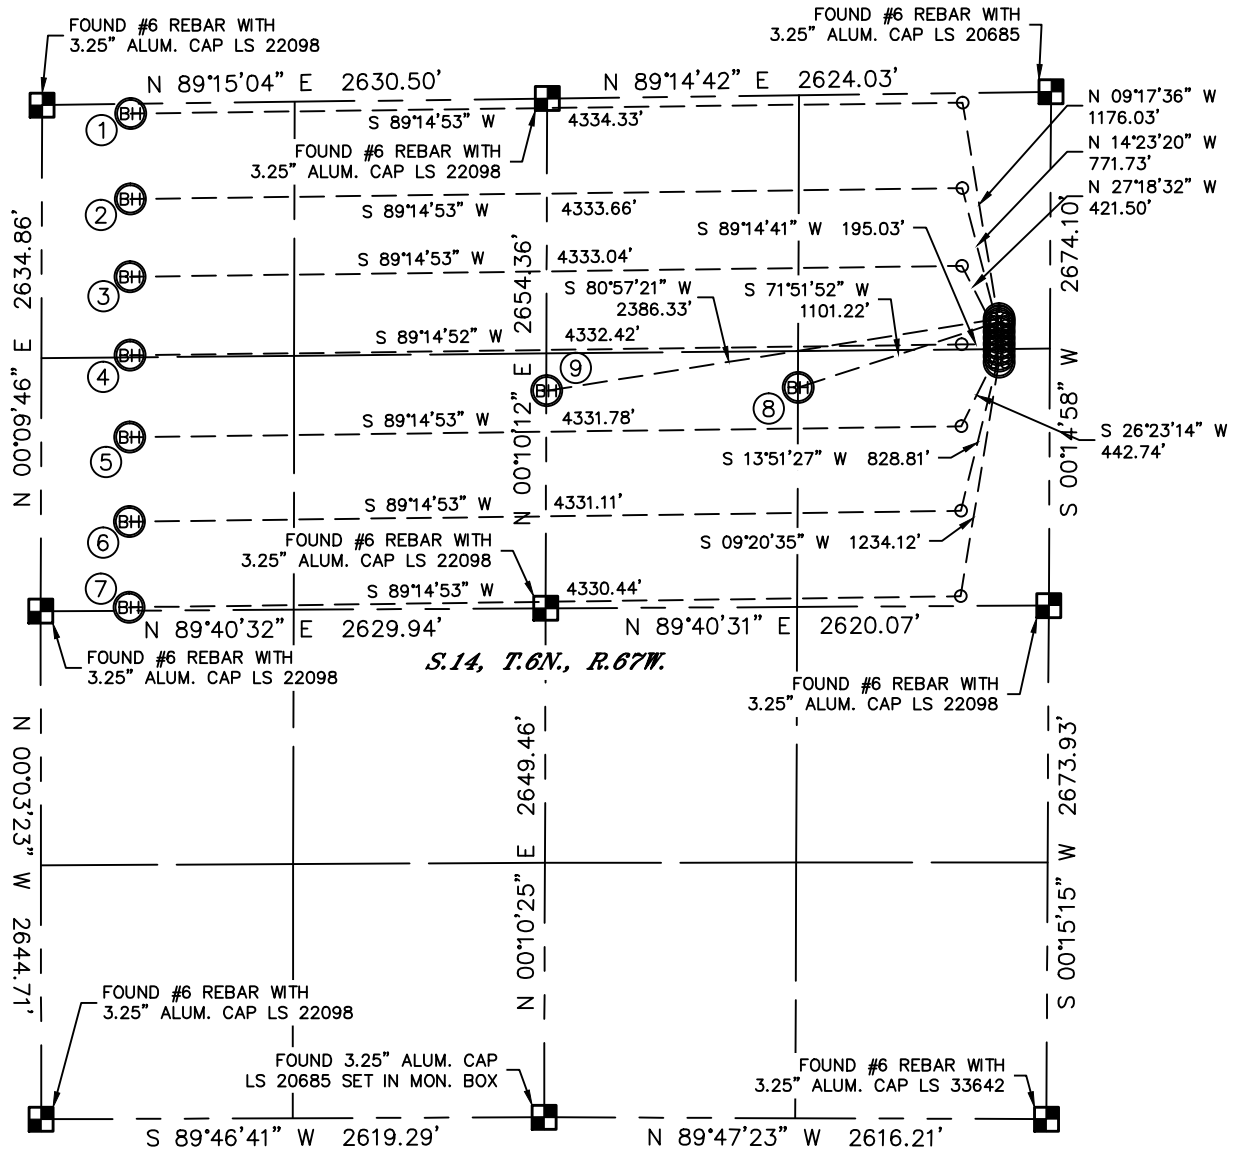 FOUND #6 REBAR WITH
3.25" ALUM. CAP LS 22098
FOUND #6 REBAR WITH
3.25" ALUM. CAP LS 20685
N 89°15'04" E 2630.50'
N 89°14'42" E 2624.03'
N 09°17'36" W
1176.03'
N 14°23'20" W
771.73'
N 27°18'32" W
421.50'
BH
1
S 89°14'53" W 4334.33'
FOUND #6 REBAR WITH
3.25" ALUM. CAP LS 22098
BH
2
S 89°14'53" W 4333.66'
S 89°14'41" W 195.03'
BH
3
S 89°14'53" W 4333.04'
S 80°57'21" W
2386.33'
S 71°51'52" W
1101.22'
BH
4
S 89°14'52" W 4332.42'
BH
9
BH
8
BH
5
S 89°14'53" W 4331.78'
S 26°23'14" W
442.74'
S 13°51'27" W 828.81'
BH
6
S 89°14'53" W 4331.11'
S 09°20'35" W 1234.12'
FOUND #6 REBAR WITH
3.25" ALUM. CAP LS 22098
7
BH
S 89°14'53" W 4330.44'
N 00°09'46" E 2634.86'
N 00°10'12" E 2654.36'
S 00°14'58" W 2674.10'
N 89°40'32" E 2629.94'
N 89°40'31" E 2620.07'
S.14, T.6N., R.67W.
FOUND #6 REBAR WITH
3.25" ALUM. CAP LS 22098
FOUND #6 REBAR WITH
3.25" ALUM. CAP LS 22098
N 00°03'23" W 2644.71'
N 00°10'25" E 2649.46'
S 00°15'15" W 2673.93'
FOUND #6 REBAR WITH
3.25" ALUM. CAP LS 22098
FOUND 3.25" ALUM. CAP
LS 20685 SET IN MON. BOX
FOUND #6 REBAR WITH
3.25" ALUM. CAP LS 33642
S 89°46'41" W 2619.29'
N 89°47'23" W 2616.21'